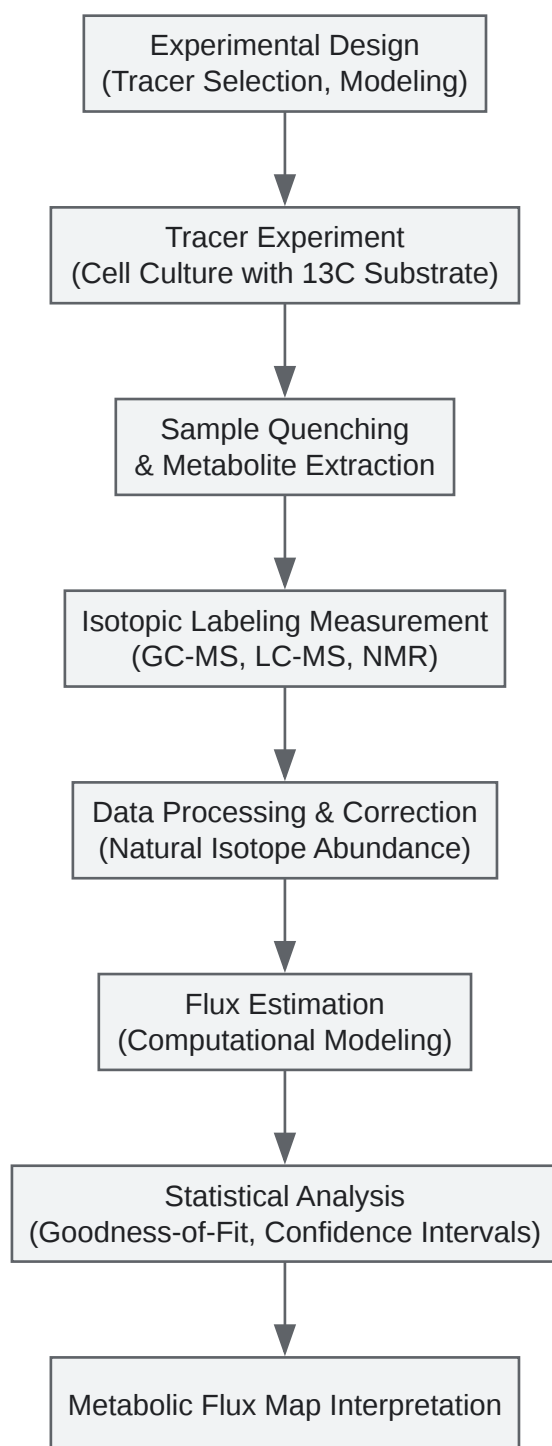 Experimental Design
(Tracer Selection, Modeling)
Tracer Experiment
(Cell Culture with 13C Substrate)
Sample Quenching
& Metabolite Extraction
Isotopic Labeling Measurement
(GC-MS, LC-MS, NMR)
Data Processing & Correction
(Natural Isotope Abundance)
Flux Estimation
(Computational Modeling)
Statistical Analysis
(Goodness-of-Fit, Confidence Intervals)
Metabolic Flux Map Interpretation